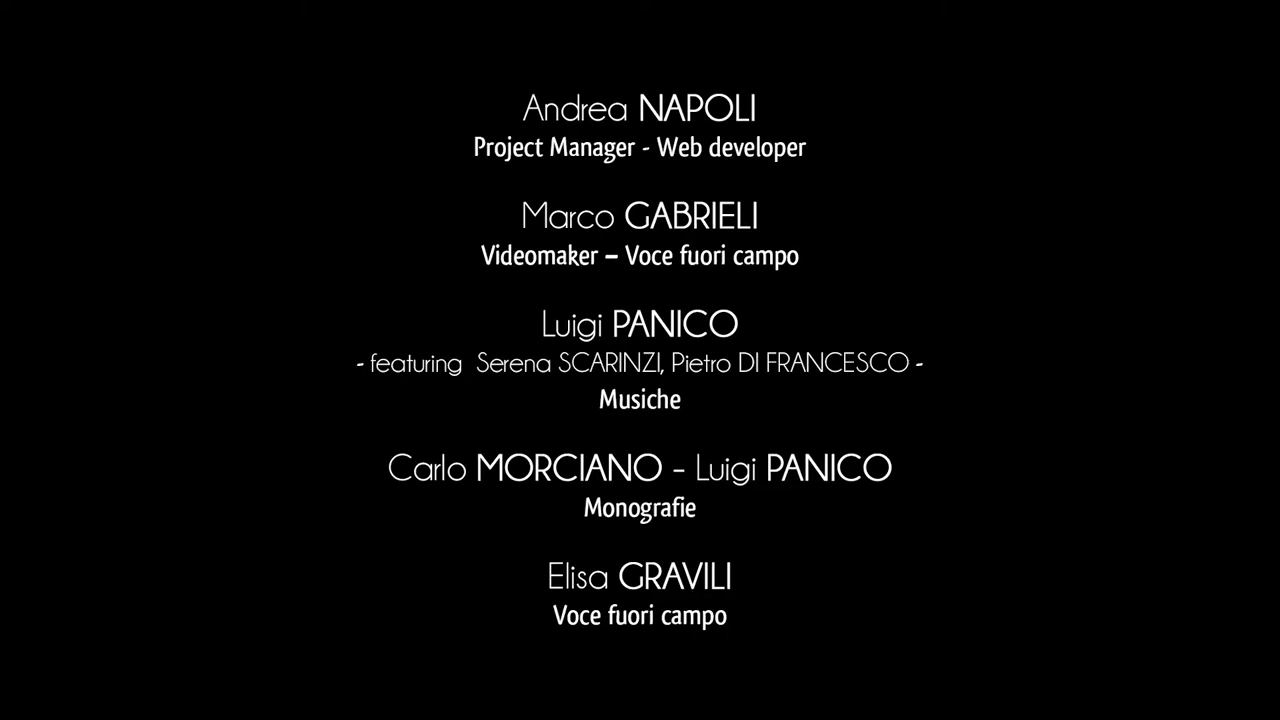 Andrea NAPOLI
Project Manager - Web developer
Marco GABRIELI
Videomaker – Voce fuori campo
Luigi PANICO
- featuring Serena SCARINZI, Pietro DI FRANCESCO -
Musiche
Carlo MORCIANO - Luigi PANICO
Monografie
Elisa GRAVILI
Voce fuori campo